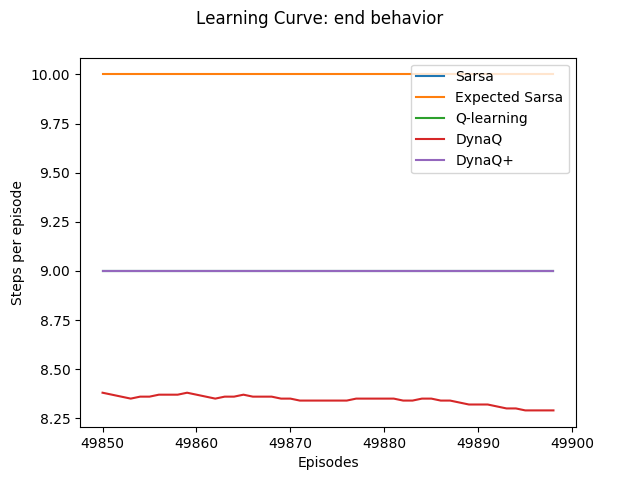 Learning Curve: end behavior
10.00
9.75
9.50
9.25
9.00
8.75
8.50
8.25
Steps per episode
Sarsa
Expected Sarsa
Q-learning
DynaQ
DynaQ+
49850
49860
49870
49880
49890
49900
Episodes